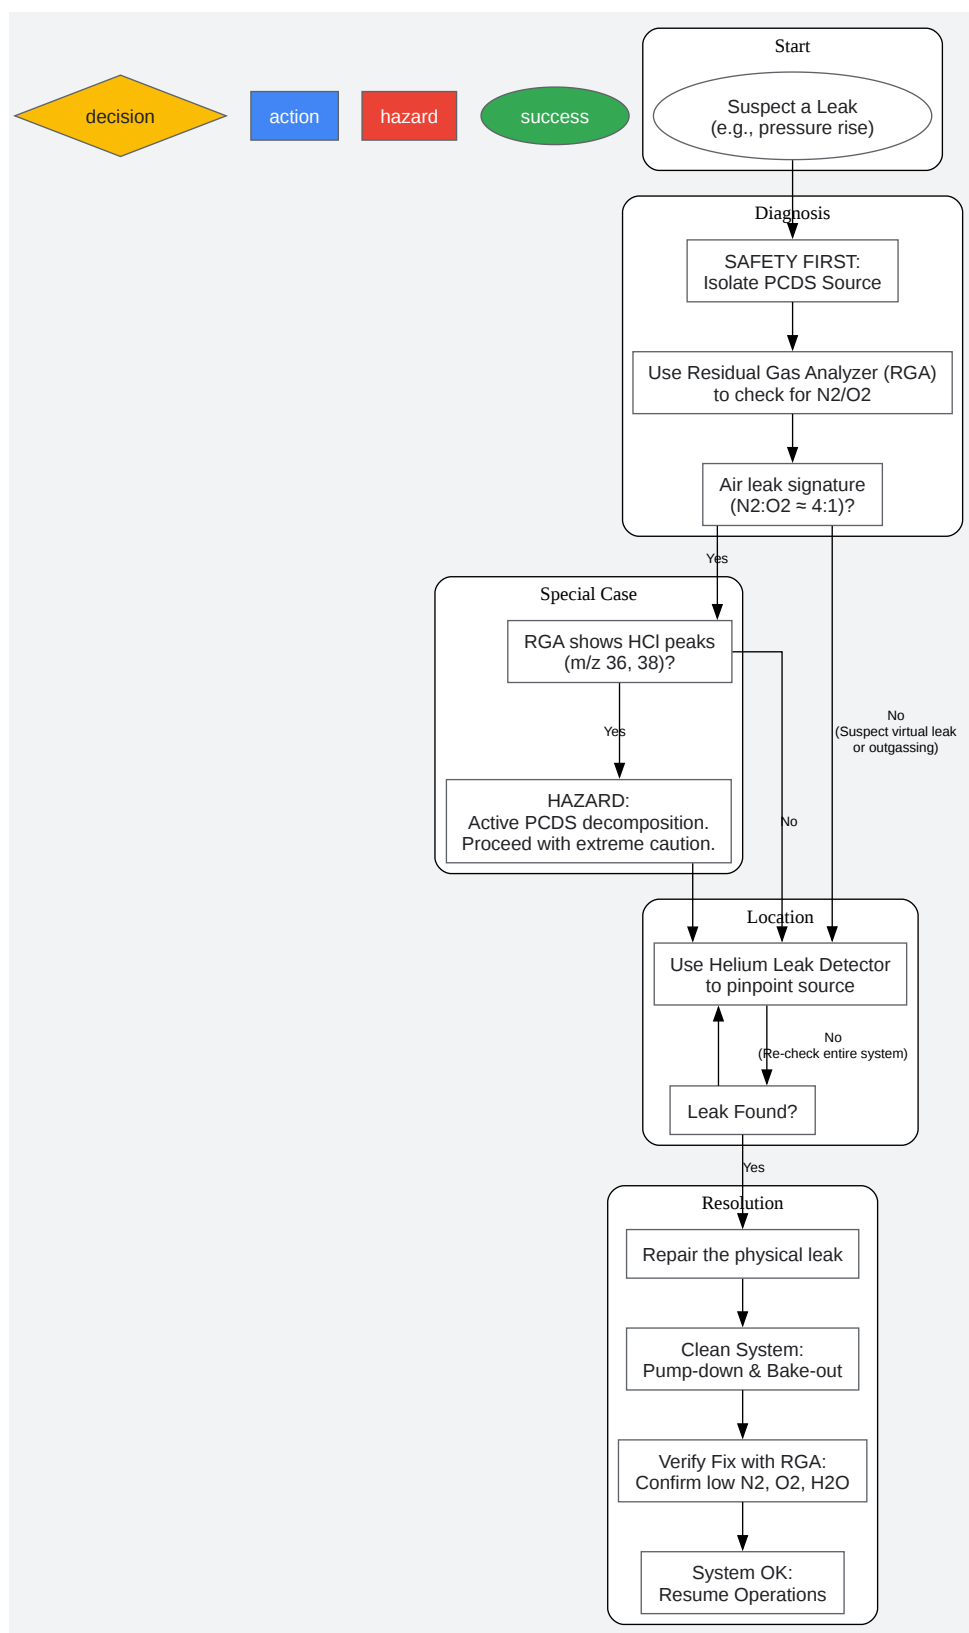 Start
decision
action
hazard
success
Suspect a Leak
(e.g., pressure rise)
Diagnosis
SAFETY FIRST:
Isolate PCDS Source
Use Residual Gas Analyzer (RGA)
to check for N2/O2
Air leak signature
(N2:O2 ≈ 4:1)?
Yes
Special Case
RGA shows HCl peaks
(m/z 36, 38)?
No
(Suspect virtual leak
or outgassing)
Yes
HAZARD:
Active PCDS decomposition.
Proceed with extreme caution.
No
Location
Use Helium Leak Detector
to pinpoint source
No
(Re-check entire system)
Leak Found?
Yes
Resolution
Repair the physical leak
Clean System:
Pump-down & Bake-out
Verify Fix with RGA:
Confirm low N2, O2, H2O
System OK:
Resume Operations